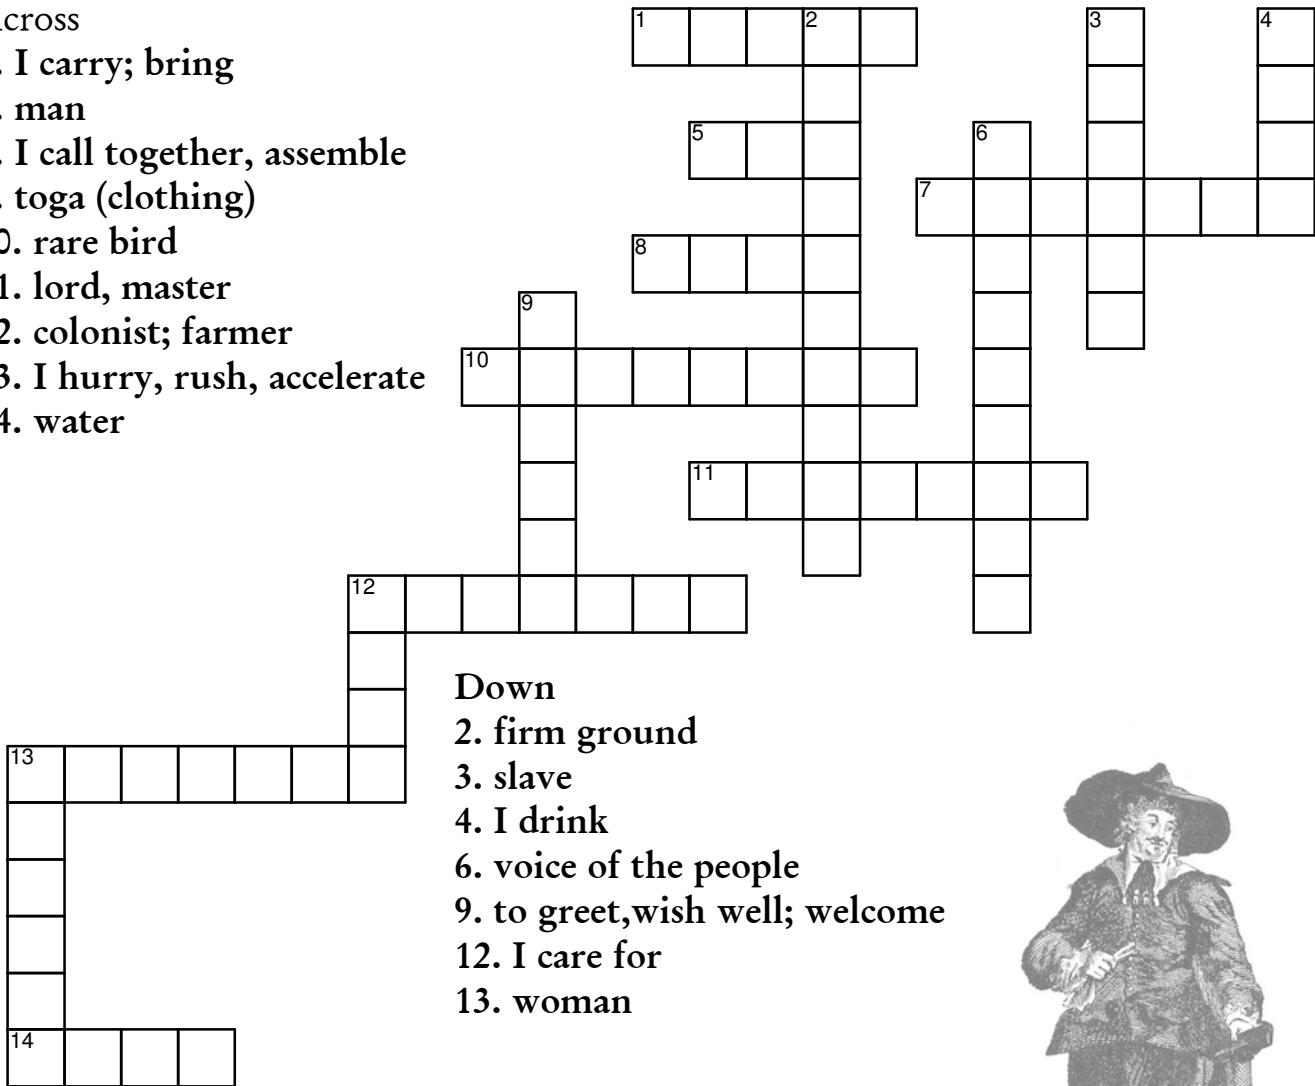 cross
. I carry; bring
. man
. I call together, assemble
. toga (clothing)
0. rare bird
1. lord, master
2. colonist; farmer
3. I hurry, rush, accelerate
4. water
1 2 3 4
5 6
7
8
9
10
11
12
Down
2. firm ground
3. slave
4. I drink
6. voice of the people
9. to greet,wish well; welcome
12. I care for
13. woman
13
14